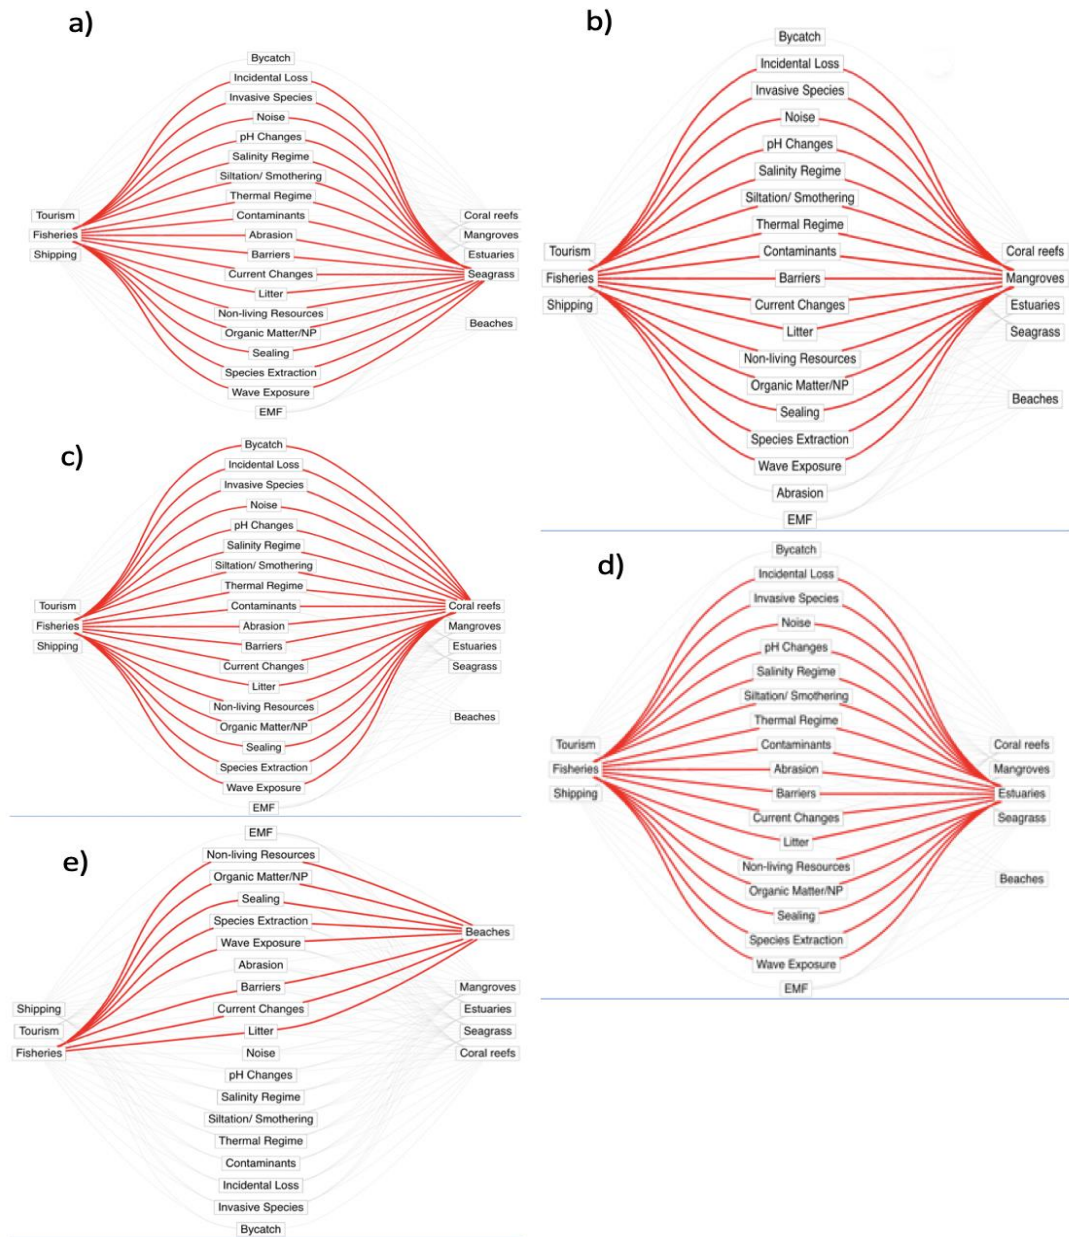 a)
Bycatch
Incidental Loss
Invasive Species
Noise
pH Changes
Salinity Regime
Siltation/ Smothering
Thermal Regime
Contaminants
Abrasion
Barriers
Current Changes
Litter
Non-living Resources
Organic Matter/NP
Sealing
Species Extraction
Wave Exposure
EMF
Tourism
Fisheries
Shipping
Coral reefs
Mangroves
Estuaries
Seagrass
Beaches
b)
Bycatch
Incidental Loss
Invasive Species
Noise
pH Changes
Salinity Regime
Siltation/ Smothering
Thermal Regime
Contaminants
Barriers
Current Changes
Litter
Non-living Resources
Organic Matter/NP
Sealing
Species Extraction
Wave Exposure
Abrasion
EMF
Tourism
Fisheries
Shipping
Coral reefs
Mangroves
Estuaries
Seagrass
Beaches
c)
Bycatch
Incidental Loss
Invasive Species
Noise
pH Changes
Salinity Regime
Siltation/ Smothering
Thermal Regime
Contaminants
Abrasion
Barriers
Current Changes
Litter
Non-living Resources
Organic Matter/NP
Sealing
Species Extraction
Wave Exposure
EMF
Tourism
Fisheries
Shipping
Coral reefs
Mangroves
Estuaries
Seagrass
Beaches
d)
Bycatch
Incidental Loss
Invasive Species
Noise
pH Changes
Salinity Regime
Siltation/ Smothering
Thermal Regime
Contaminants
Abrasion
Barriers
Current Changes
Litter
Non-living Resources
Organic Matter/NP
Sealing
Species Extraction
Wave Exposure
EMF
Tourism
Fisheries
Shipping
Coral reefs
Mangroves
Estuaries
Seagrass
Beaches
e)
EMF
Non-living Resources
Organic Matter/NP
Sealing
Species Extraction
Wave Exposure
Abrasion
Barriers
Current Changes
Litter
Noise
pH Changes
Salinity Regime
Siltation/ Smothering
Thermal Regime
Contaminants
Incidental Loss
Invasive Species
Bycatch
Shipping
Tourism
Fisheries
Beaches
Mangroves
Estuaries
Seagrass
Coral reefs